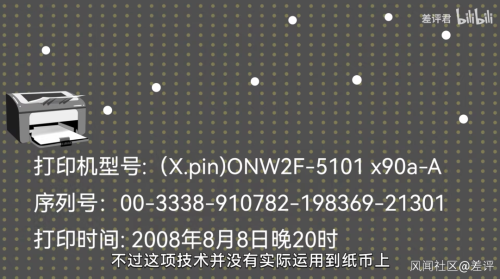 差评君 bilibili
打印机型号:（X.pin)ONW2F-5101 x90a-A
序列号：00-3338-910782-198369-21301
打印时间: 2008年8月8日晚20时
不过这项技术并没有实际运用到纸币上
风闻社区@差评